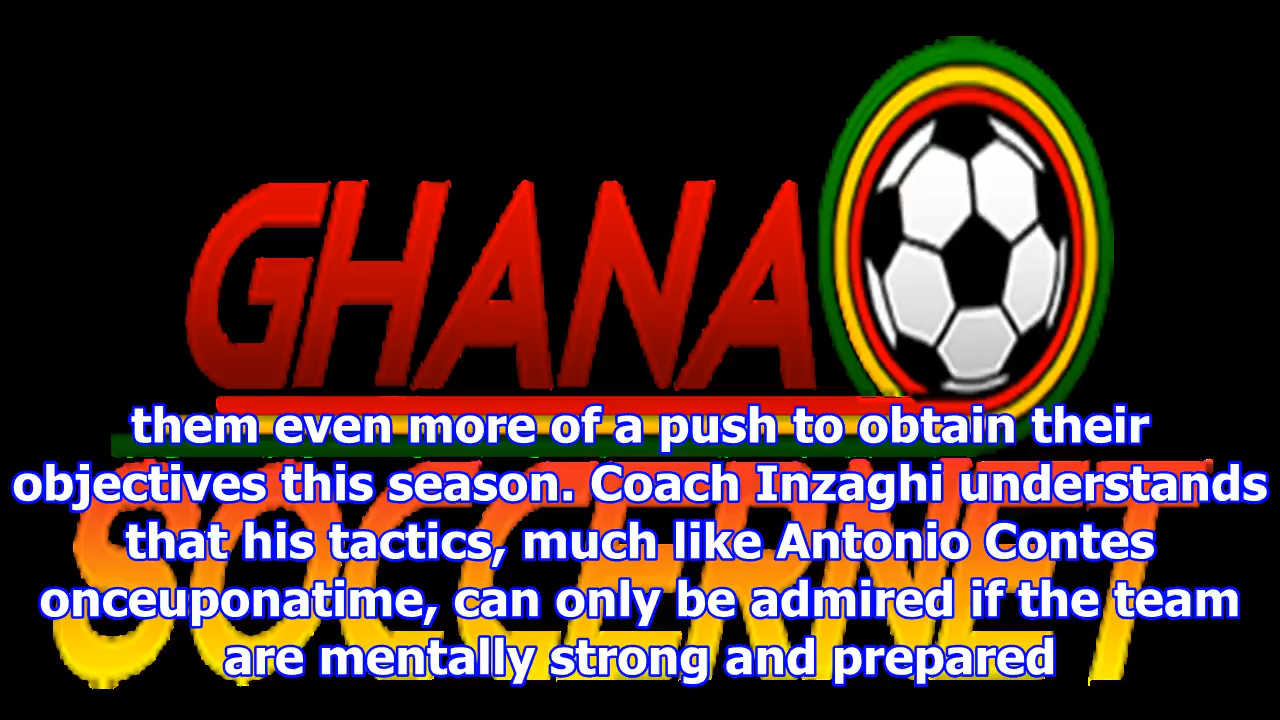 GHANA
them even more of a push to obtain their
objectives this season. Coach Inzaghi understands
SOCCERNET
that his tactics, much like Antonio Contes
onceuponatime, can only be admired if the team
are mentally strong and prepared